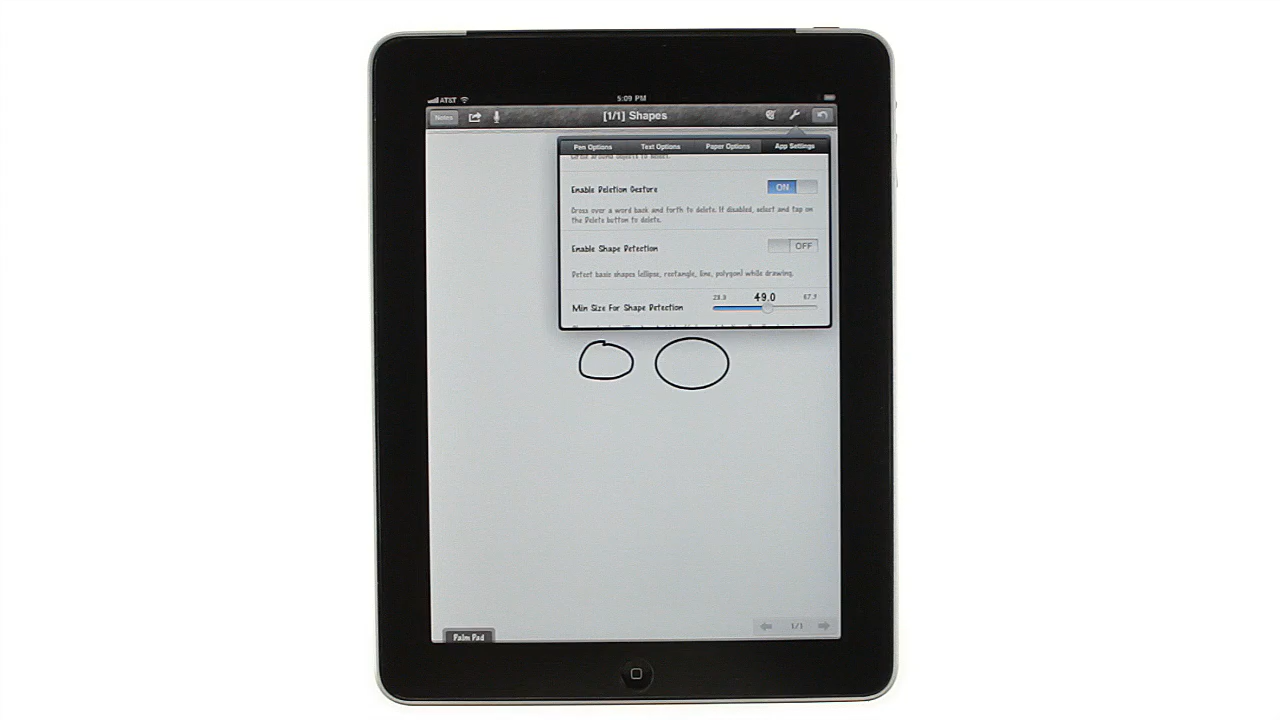 AT&T 5:09 PM
Notes [1/1] Shapes
Pen Options Text Options Paper Options App Settings
Enable Deletion Gesture ON
Cross over a word back and forth to delete. If disabled, select and tap on
the Delete button to delete.
Enable Shape Detection OFF
Detect basic shapes (ellipse, rectangle, line, polygon) while drawing.
Min Size For Shape Detection 49.0
1/1
Palm Pad